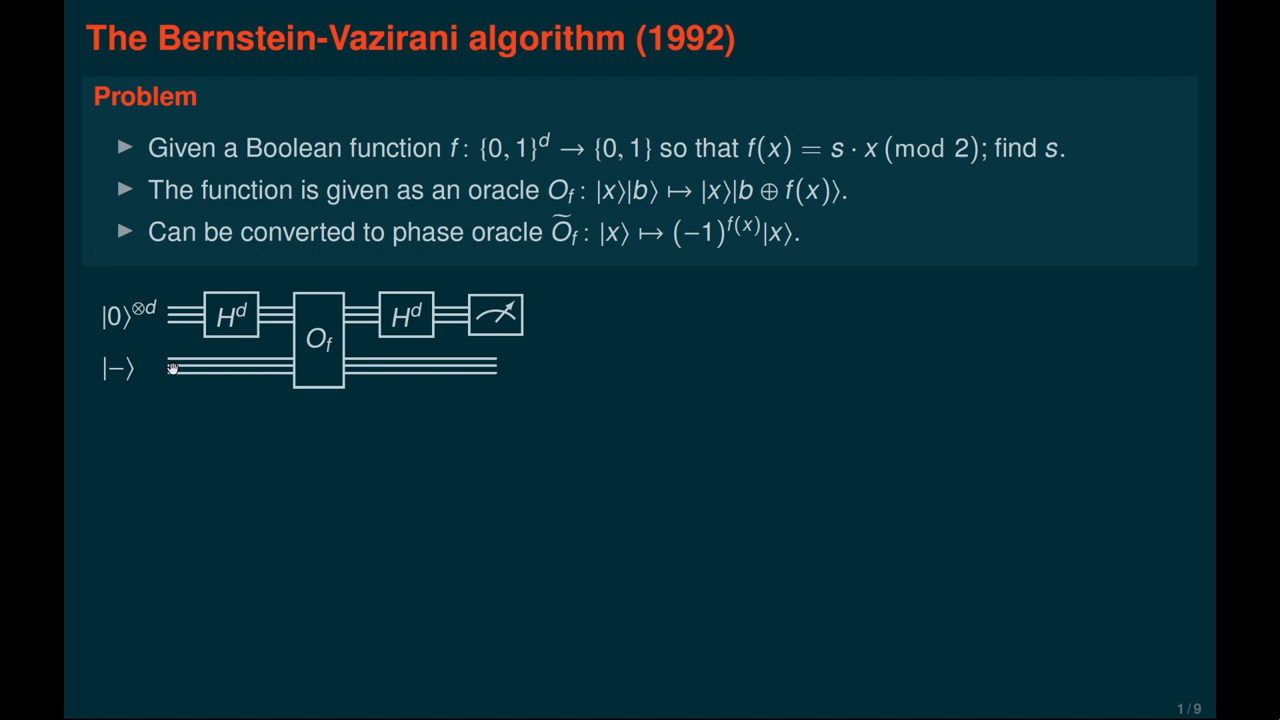 The Bernstein-Vazirani algorithm (1992)
Problem
▶ Given a Boolean function f : {0, 1}^d → {0, 1} so that f(x) = s · x (mod 2); find s.
▶ The function is given as an oracle O_f : |x⟩|b⟩ ↦ |x⟩|b ⊕ f(x)⟩.
▶ Can be converted to phase oracle Õ_f : |x⟩ ↦ (−1)^{f(x)}|x⟩.
|0⟩^{⊗d} H^d O_f H^d
|−⟩
1 / 9